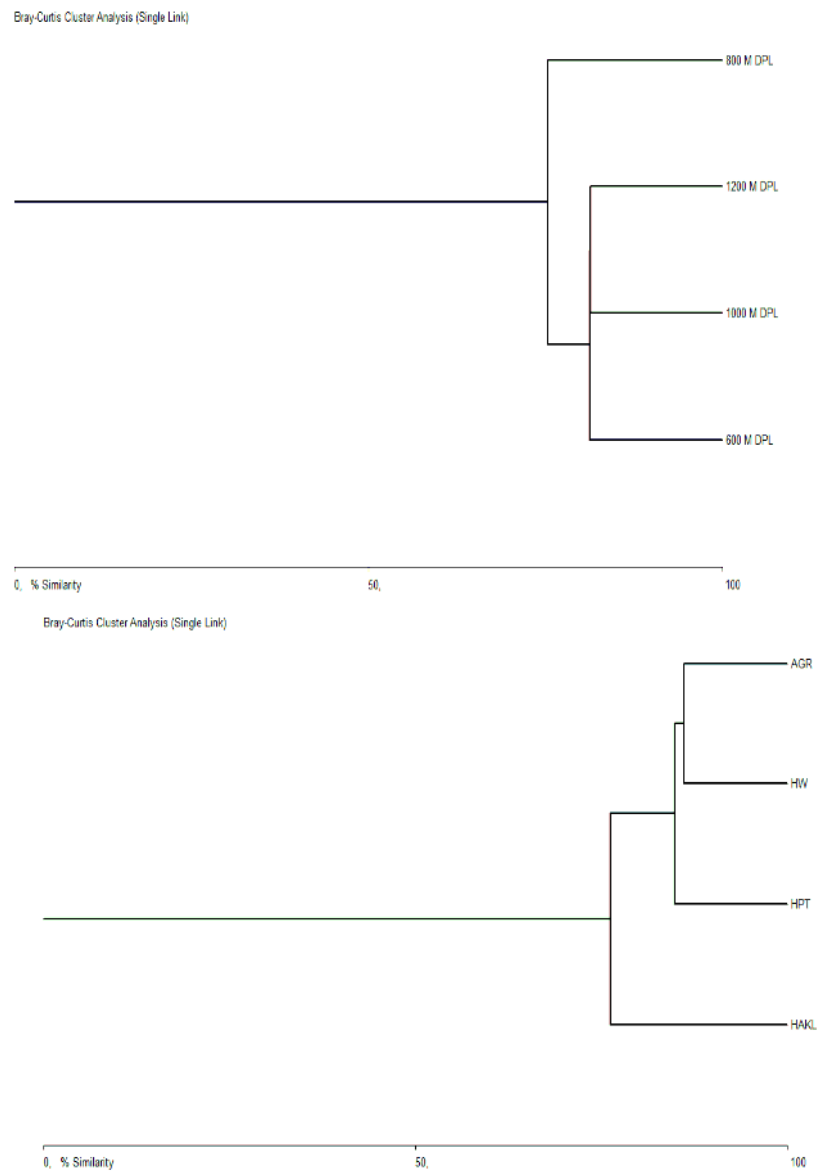 Bray-Curtis Cluster Analysis (Single Link)
800 M DPL
1200 M DPL
1000 M DPL
600 M DPL
0, % Similarity 50, 100
Bray-Curtis Cluster Analysis (Single Link)
AGR
HW
HPT
HAKL
0, % Similarity 50, 100